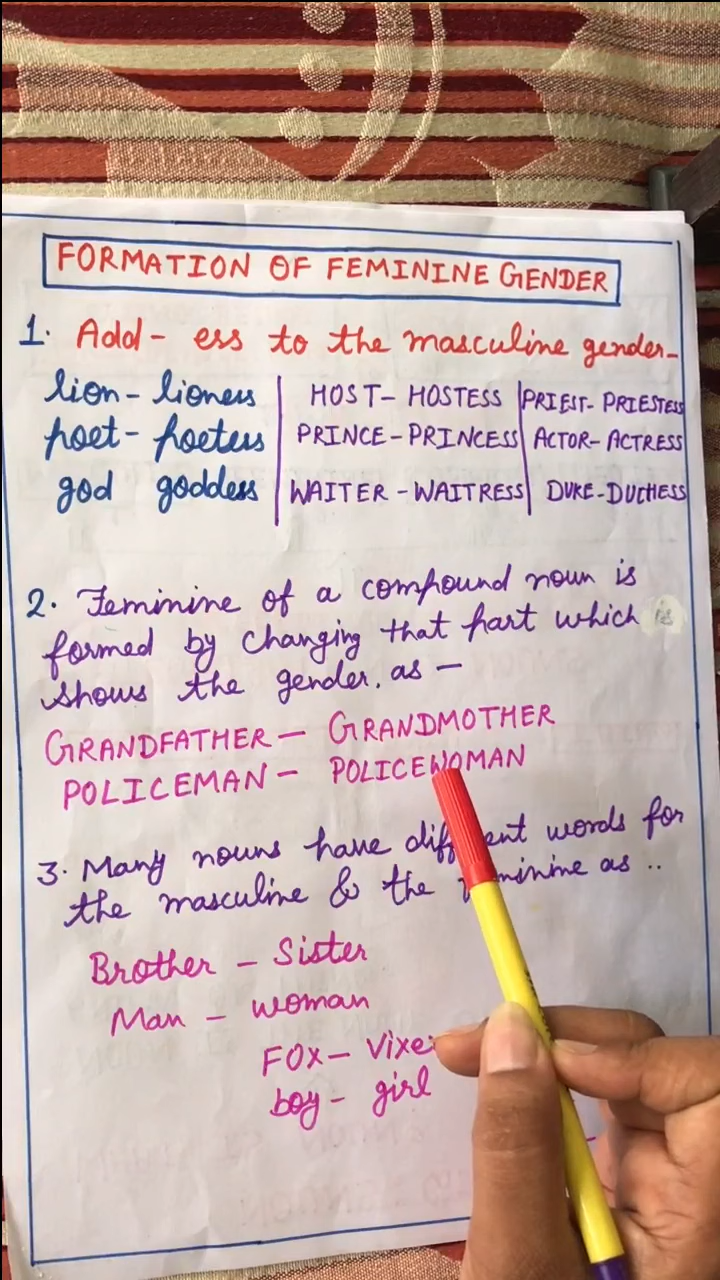 FORMATION OF FEMININE GENDER
1. Add- ess to the masculine gender-
lion - lioness | HOST- HOSTESS | PRIEST- PRIESTESS
poet - poetess | PRINCE - PRINCESS | ACTOR- ACTRESS
god goddess | WAITER - WAITRESS | DUKE-DUCHESS
2. Feminine of a compound noun is
formed by changing that part which is
shows the gender. as -
GRANDFATHER - GRANDMOTHER
POLICEMAN - POLICEWOMAN
3. Many nouns have different words for
the masculine & the feminine as ..
Brother - Sister
Man - woman
FOX - Vixe
boy - girl